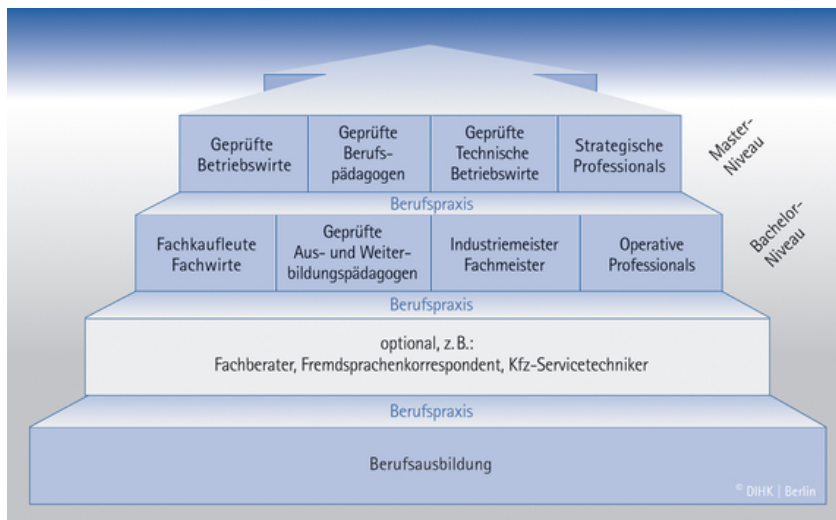 Geprüfte
Betriebswirte
Geprüfte
Berufs-
pädagogen
Geprüfte
Technische
Betriebswirte
Strategische
Professionals
Master-
Niveau
Berufspraxis
Fachkaufleute
Fachwirte
Geprüfte
Aus- und Weiter-
bildungspädagogen
Industriemeister
Fachmeister
Operative
Professionals
Bachelor-
Niveau
Berufspraxis
optional, z. B.:
Fachberater, Fremdsprachenkorrespondent, Kfz-Servicetechniker
Berufspraxis
Berufsausbildung
© DIHK | Berlin